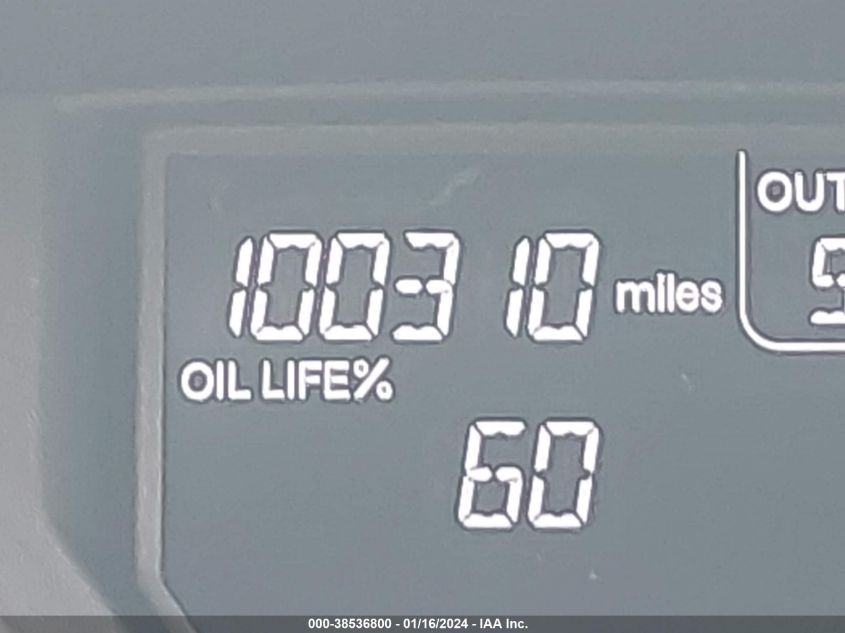 100310 miles
OUT
OIL LIFE%
60
000-38536800 - 01/16/2024 - IAA Inc.